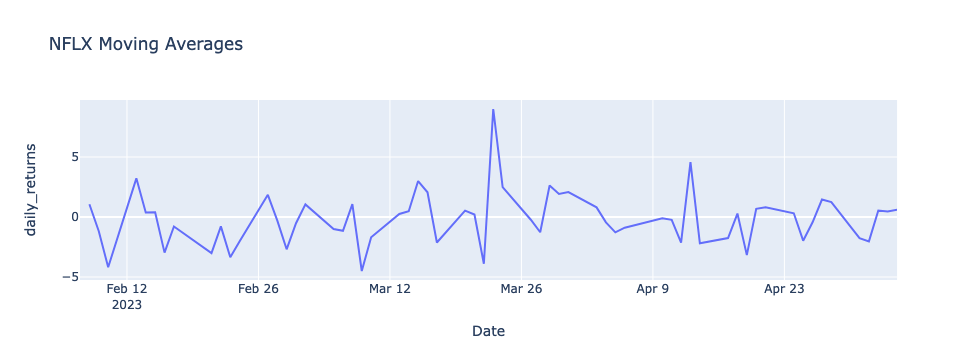 NFLX Moving Averages
daily_returns
5
0
−5
Feb 12
2023
Feb 26
Mar 12
Mar 26
Apr 9
Apr 23
Date